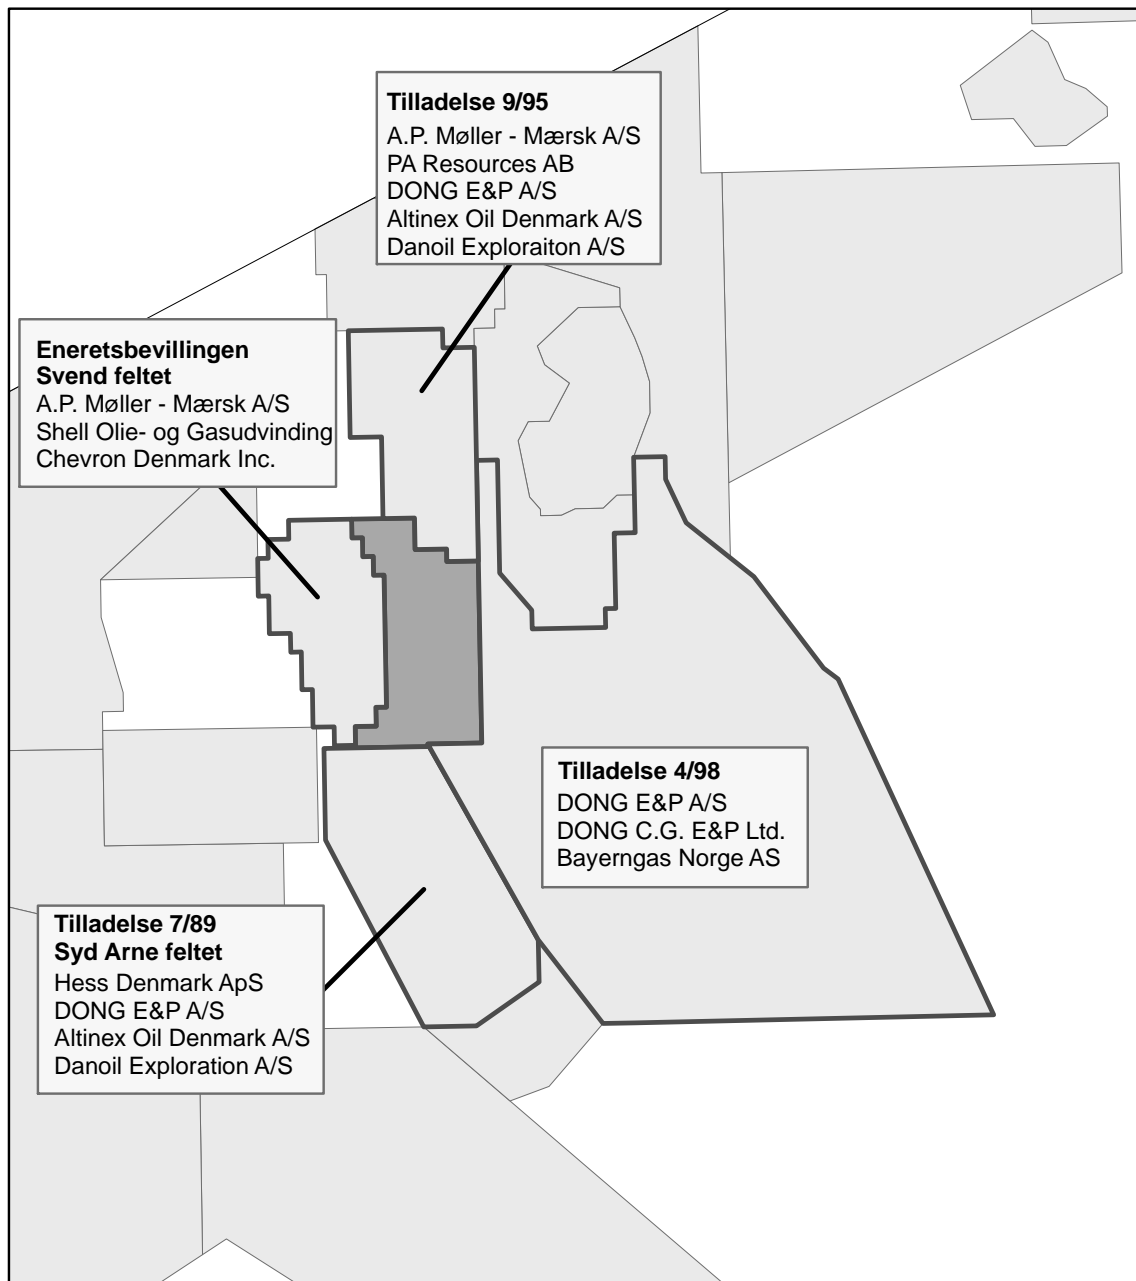 Tilladelse 9/95
A.P. Møller - Mærsk A/S
PA Resources AB
DONG E&P A/S
Altinex Oil Denmark A/S
Danoil Exploraiton A/S
Eneretsbevillingen
Svend feltet
A.P. Møller - Mærsk A/S
Shell Olie- og Gasudvinding
Chevron Denmark Inc.
Tilladelse 4/98
DONG E&P A/S
DONG C.G. E&P Ltd.
Bayerngas Norge AS
Tilladelse 7/89
Syd Arne feltet
Hess Denmark ApS
DONG E&P A/S
Altinex Oil Denmark A/S
Danoil Exploration A/S